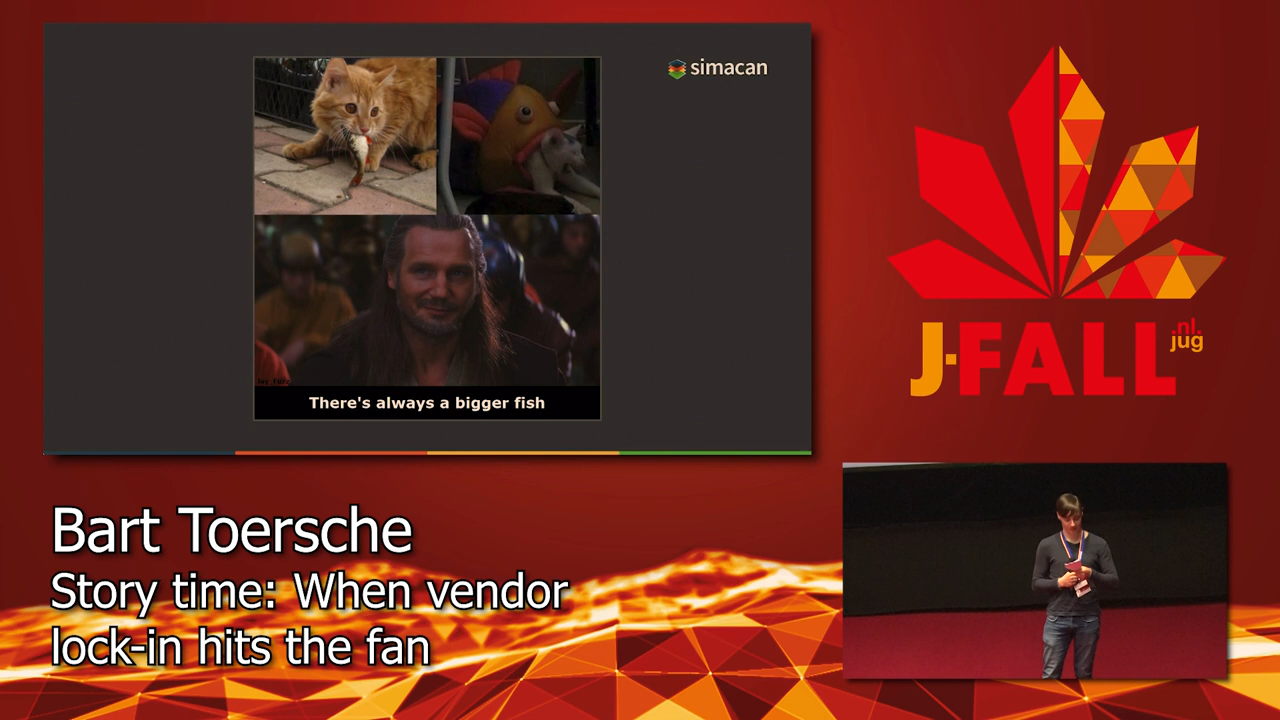 simacan
There's always a bigger fish
J·FALL
.nl.
jug
Bart Toersche
Story time: When vendor
lock-in hits the fan